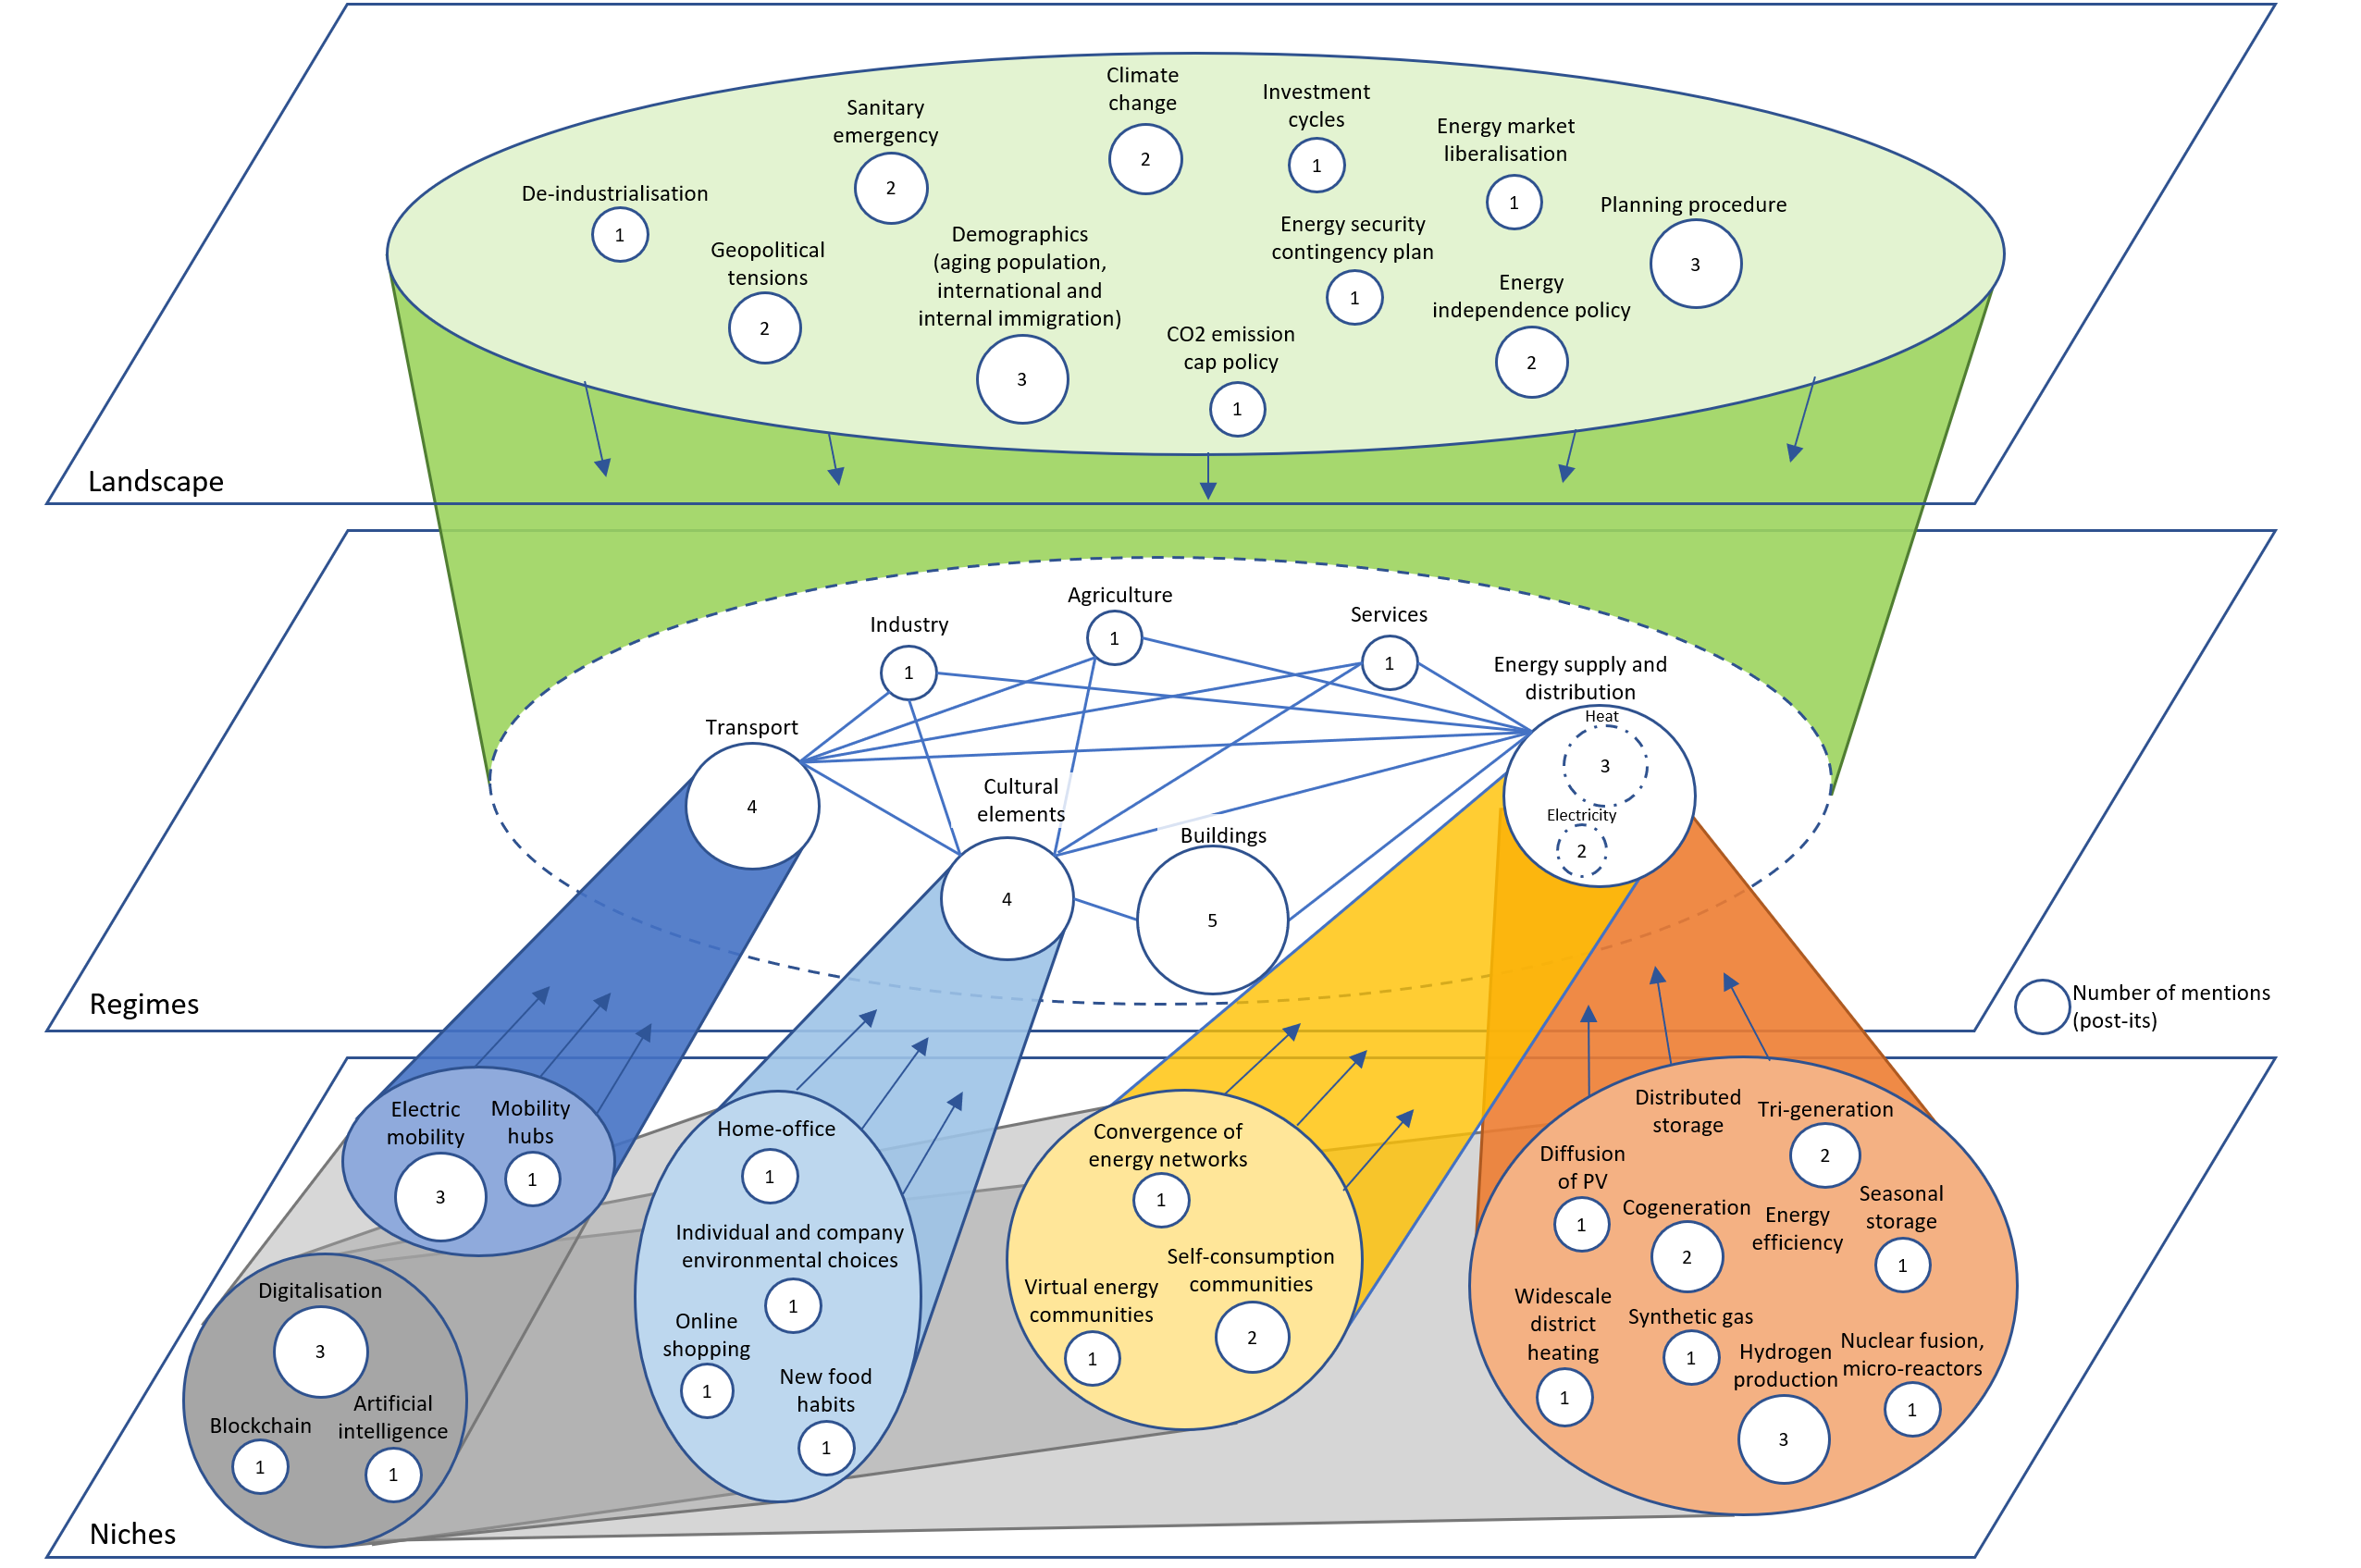 Climate
change
2
Investment
cycles
1
Sanitary
emergency
2
Energy market
liberalisation
1
De-industrialisation
1
Planning procedure
3
Geopolitical
tensions
2
Demographics
(aging population,
international and
internal immigration)
3
Energy security
contingency plan
1
Energy
independence policy
2
CO2 emission
cap policy
1
Landscape
Agriculture
1
Industry
1
Services
1
Energy supply and
distribution
Heat
3
Electricity
2
Transport
4
Cultural
elements
4
Buildings
5
Regimes
Number of mentions
(post-its)
Electric
mobility
3
Mobility
hubs
1
Digitalisation
3
Blockchain
1
Artificial
intelligence
1
Home-office
1
Individual and company
environmental choices
1
Online
shopping
1
New food
habits
1
Convergence of
energy networks
1
Self-consumption
communities
2
Virtual energy
communities
1
Distributed
storage
Tri-generation
2
Diffusion
of PV
1
Cogeneration
2
Energy
efficiency
Seasonal
storage
1
Widescale
district
heating
1
Synthetic gas
1
Hydrogen
production
3
Nuclear fusion,
micro-reactors
1
Niches